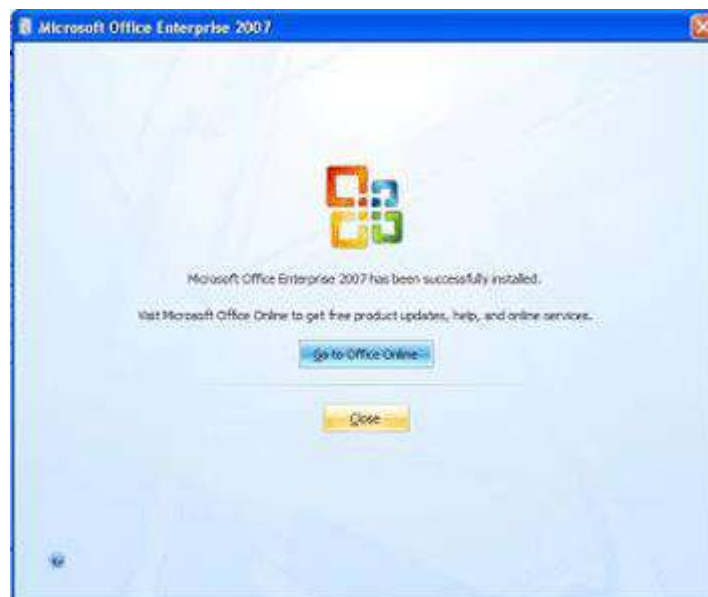 Microsoft Office Enterprise 2007
Microsoft Office Enterprise 2007 has been successfully installed.
Visit Microsoft Office Online to get free product updates, help, and online services.
Go to Office Online
Close